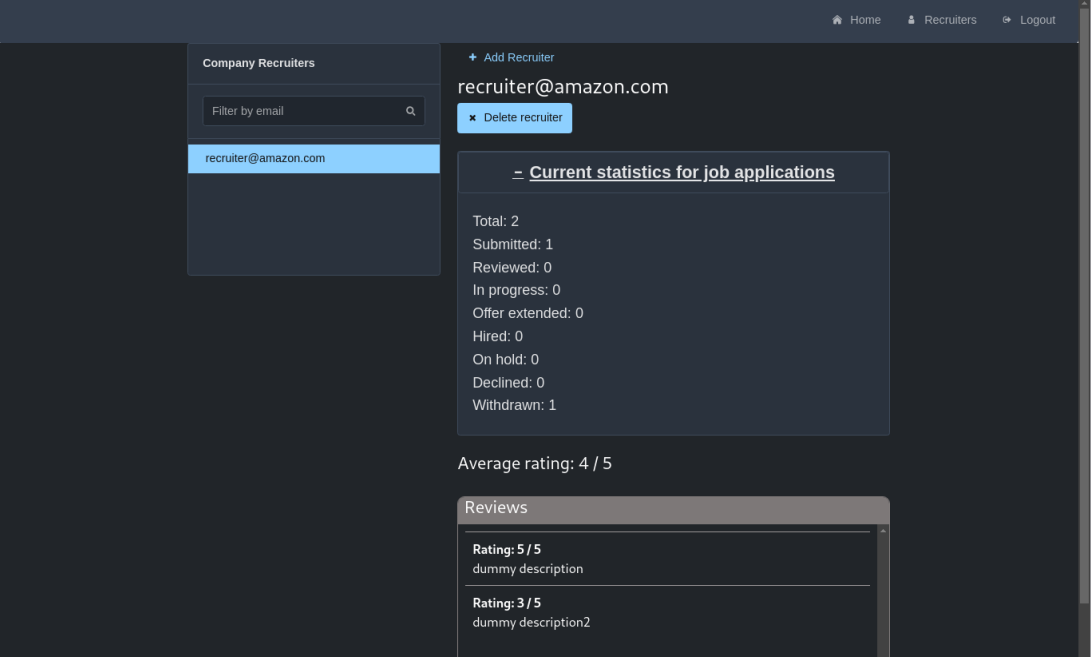 Home Recruiters Logout
Company Recruiters
Filter by email
recruiter@amazon.com
Add Recruiter
recruiter@amazon.com
Delete recruiter
− Current statistics for job applications
Total: 2
Submitted: 1
Reviewed: 0
In progress: 0
Offer extended: 0
Hired: 0
On hold: 0
Declined: 0
Withdrawn: 1
Average rating: 4 / 5
Reviews
Rating: 5 / 5
dummy description
Rating: 3 / 5
dummy description2